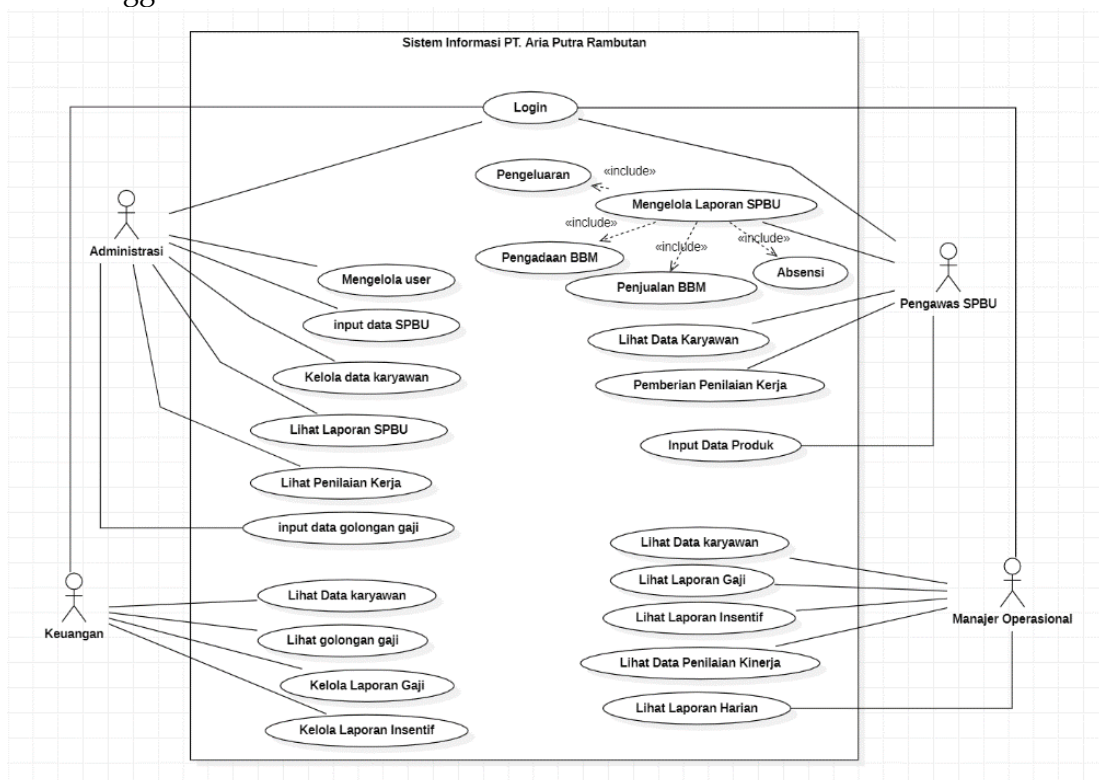 Sistem Informasi PT. Aria Putra Rambutan
Login
Pengeluaran
«include»
Mengelola Laporan SPBU
«include»
«include»
«include»
Pengadaan BBM
Penjualan BBM
Absensi
Administrasi
Pengawas SPBU
Mengelola user
input data SPBU
Kelola data karyawan
Lihat Laporan SPBU
Lihat Penilaian Kerja
input data golongan gaji
Lihat Data Karyawan
Pemberian Penilaian Kerja
Input Data Produk
Keuangan
Lihat Data karyawan
Lihat golongan gaji
Kelola Laporan Gaji
Kelola Laporan Insentif
Lihat Data karyawan
Lihat Laporan Gaji
Lihat Laporan Insentif
Lihat Data Penilaian Kinerja
Lihat Laporan Harian
Manajer Operasional